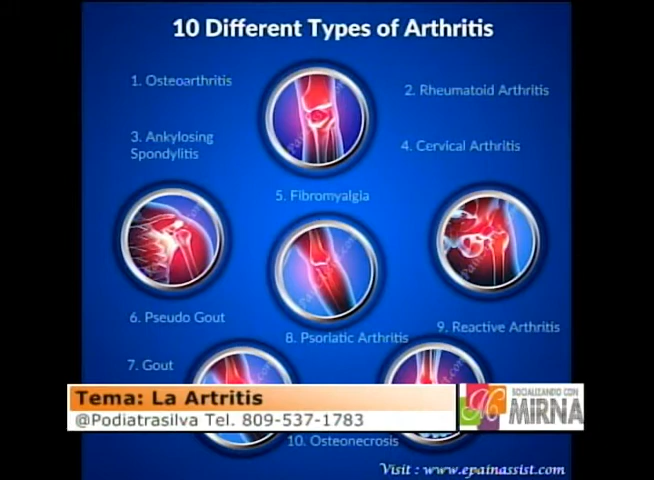 10 Different Types of Arthritis
1. Osteoarthritis
2. Rheumatoid Arthritis
3. Ankylosing
Spondylitis
4. Cervical Arthritis
5. Fibromyalgia
6. Pseudo Gout
9. Reactive Arthritis
8. Psoriatic Arthritis
7. Gout
Tema: La Artritis
@Podiatrasilva Tel. 809-537-1783
SOCIALIZANDO CON
MIRNA
10. Osteonecrosis
Visit : www.epainassist.com